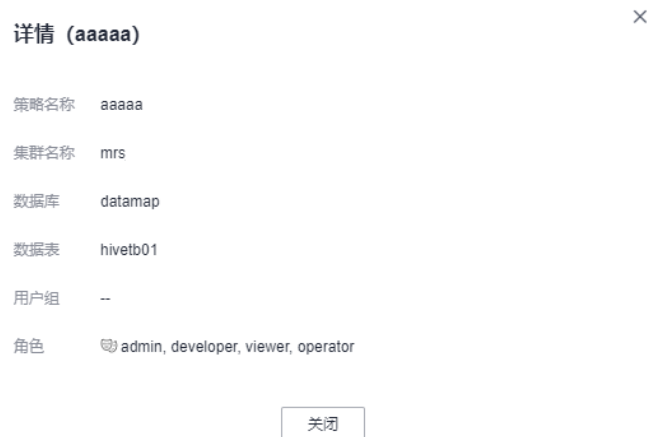 详情（aaaaa）
策略名称 aaaaa
集群名称 mrs
数据库 datamap
数据表 hivetb01
用户组 --
角色 admin, developer, viewer, operator
关闭